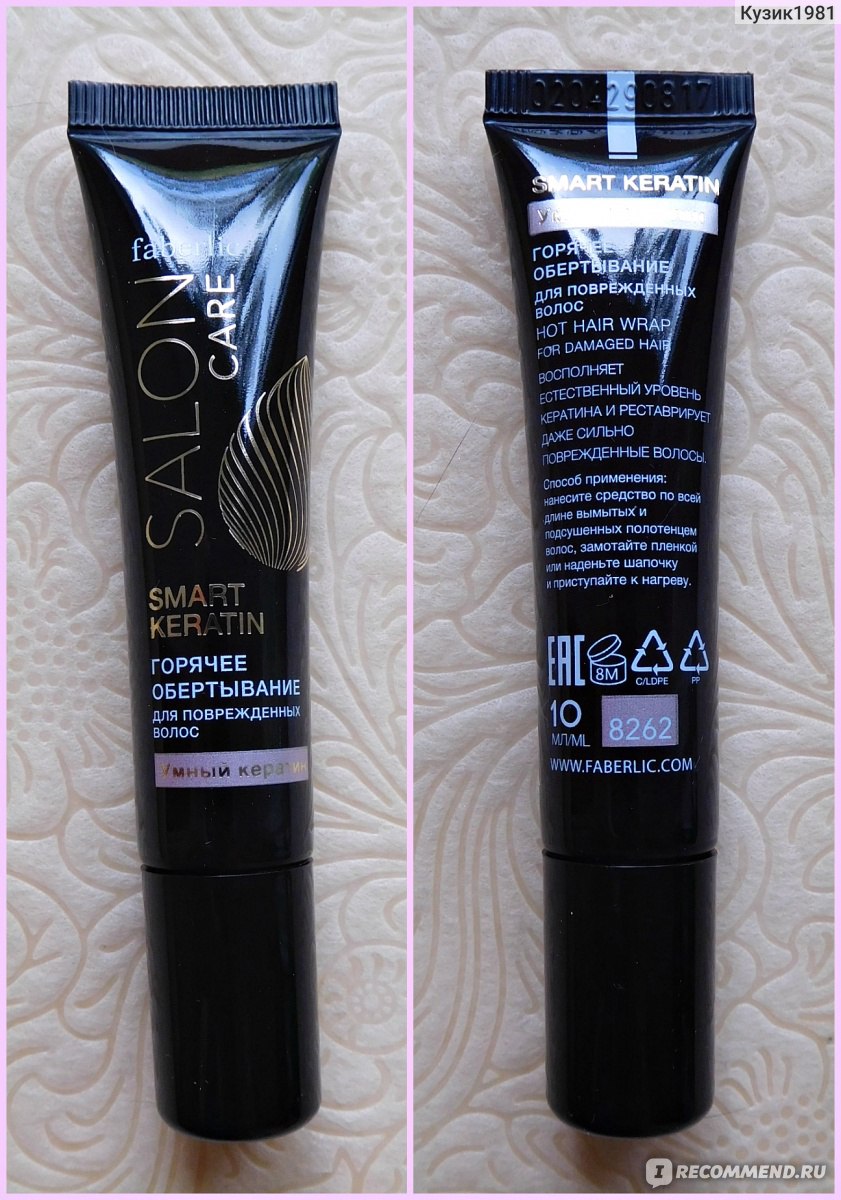 Кузик1981
faberlic
SALON
CARE
SMART
KERATIN
ГОРЯЧЕЕ
ОБЕРТЫВАНИЕ
ДЛЯ ПОВРЕЖДЕННЫХ
ВОЛОС
Умный кератин
0204290817
SMART KERATIN
ГОРЯЧЕЕ
ОБЕРТЫВАНИЕ
ДЛЯ ПОВРЕЖДЕННЫХ
ВОЛОС
HOT HAIR WRAP
FOR DAMAGED HAIR
ВОСПОЛНЯЕТ
ЕСТЕСТВЕННЫЙ УРОВЕНЬ
КЕРАТИНА И РЕСТАВРИРУЕТ
ДАЖЕ СИЛЬНО
ПОВРЕЖДЕННЫЕ ВОЛОСЫ.
Способ применения:
нанесите средство по всей
длине вымытых и
подсушенных полотенцем
волос, замотайте пленкой
или наденьте шапочку
и приступайте к нагреву.
EAC 8M C/LDPE PP
10
МЛ/ML
8262
WWW.FABERLIC.COM
I RECOMMEND.RU